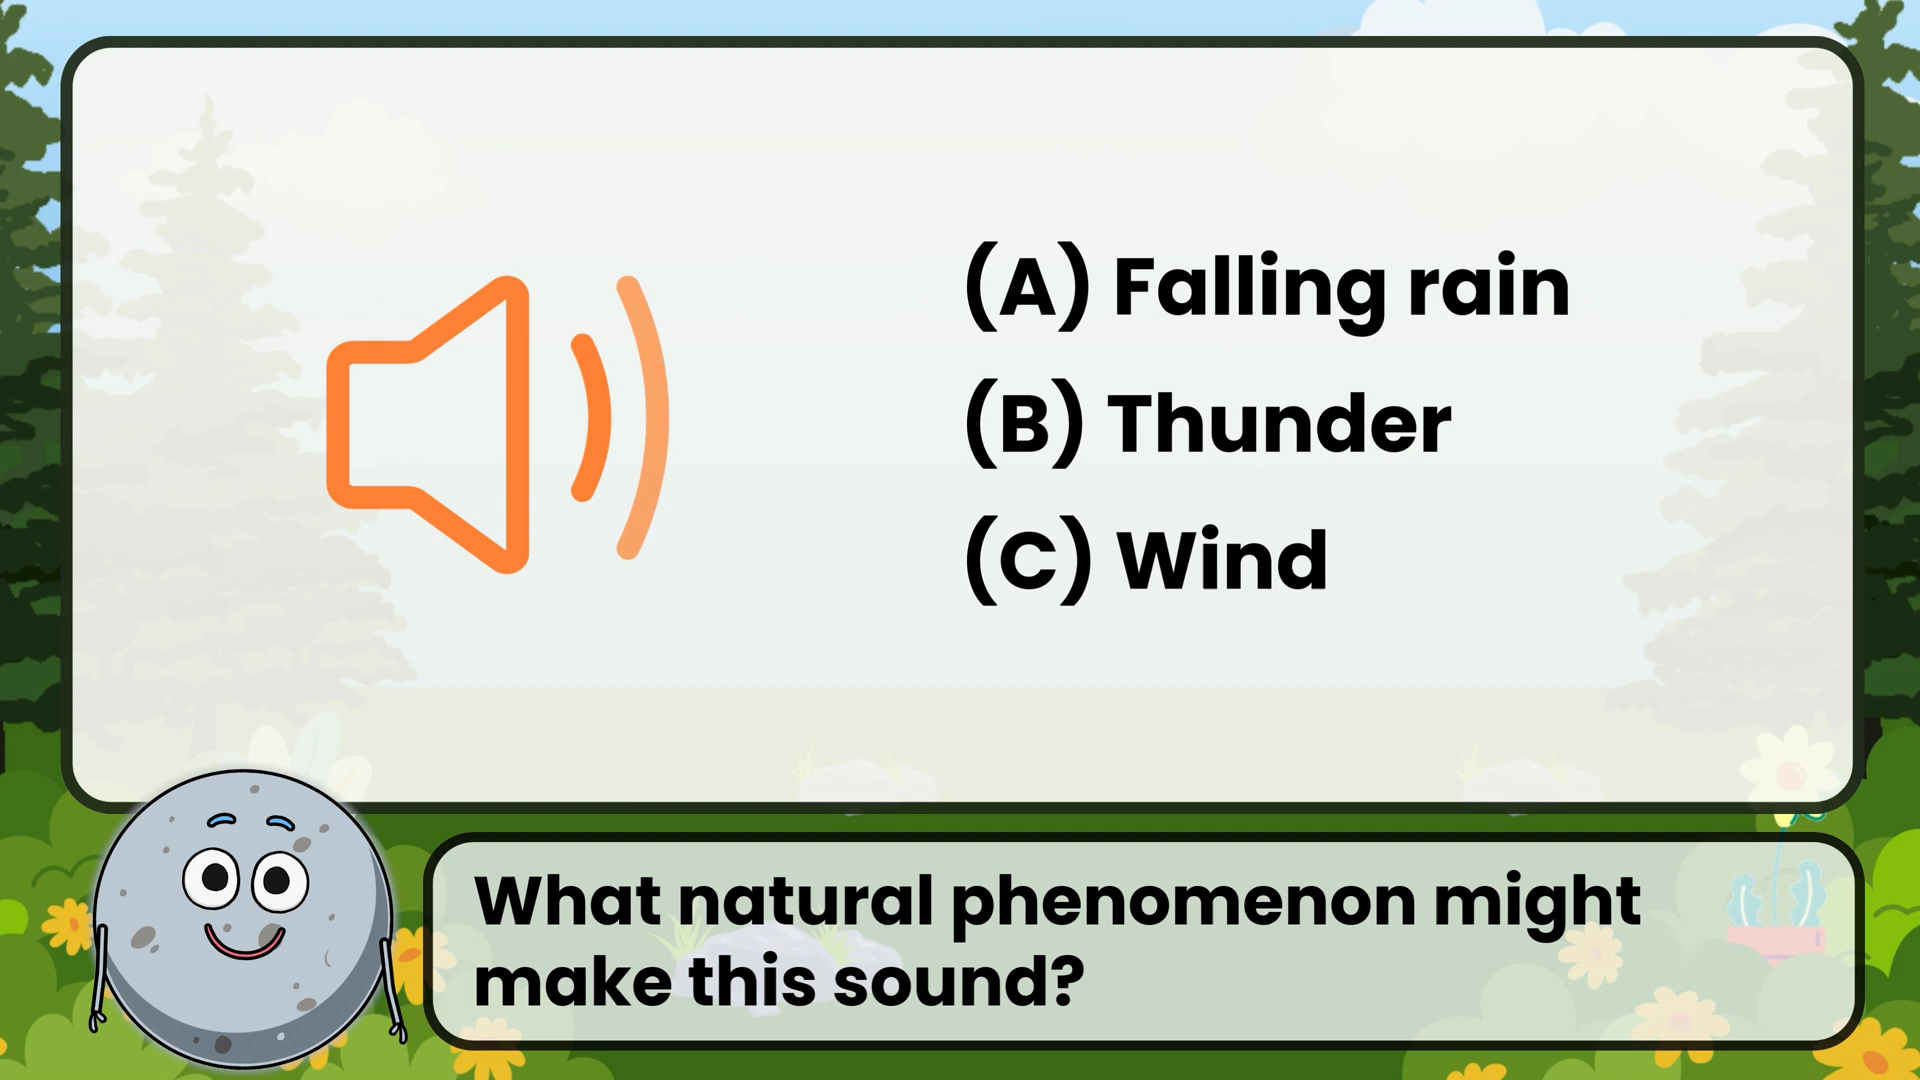 (A) Falling rain
(B) Thunder
(C) Wind
What natural phenomenon might
make this sound?